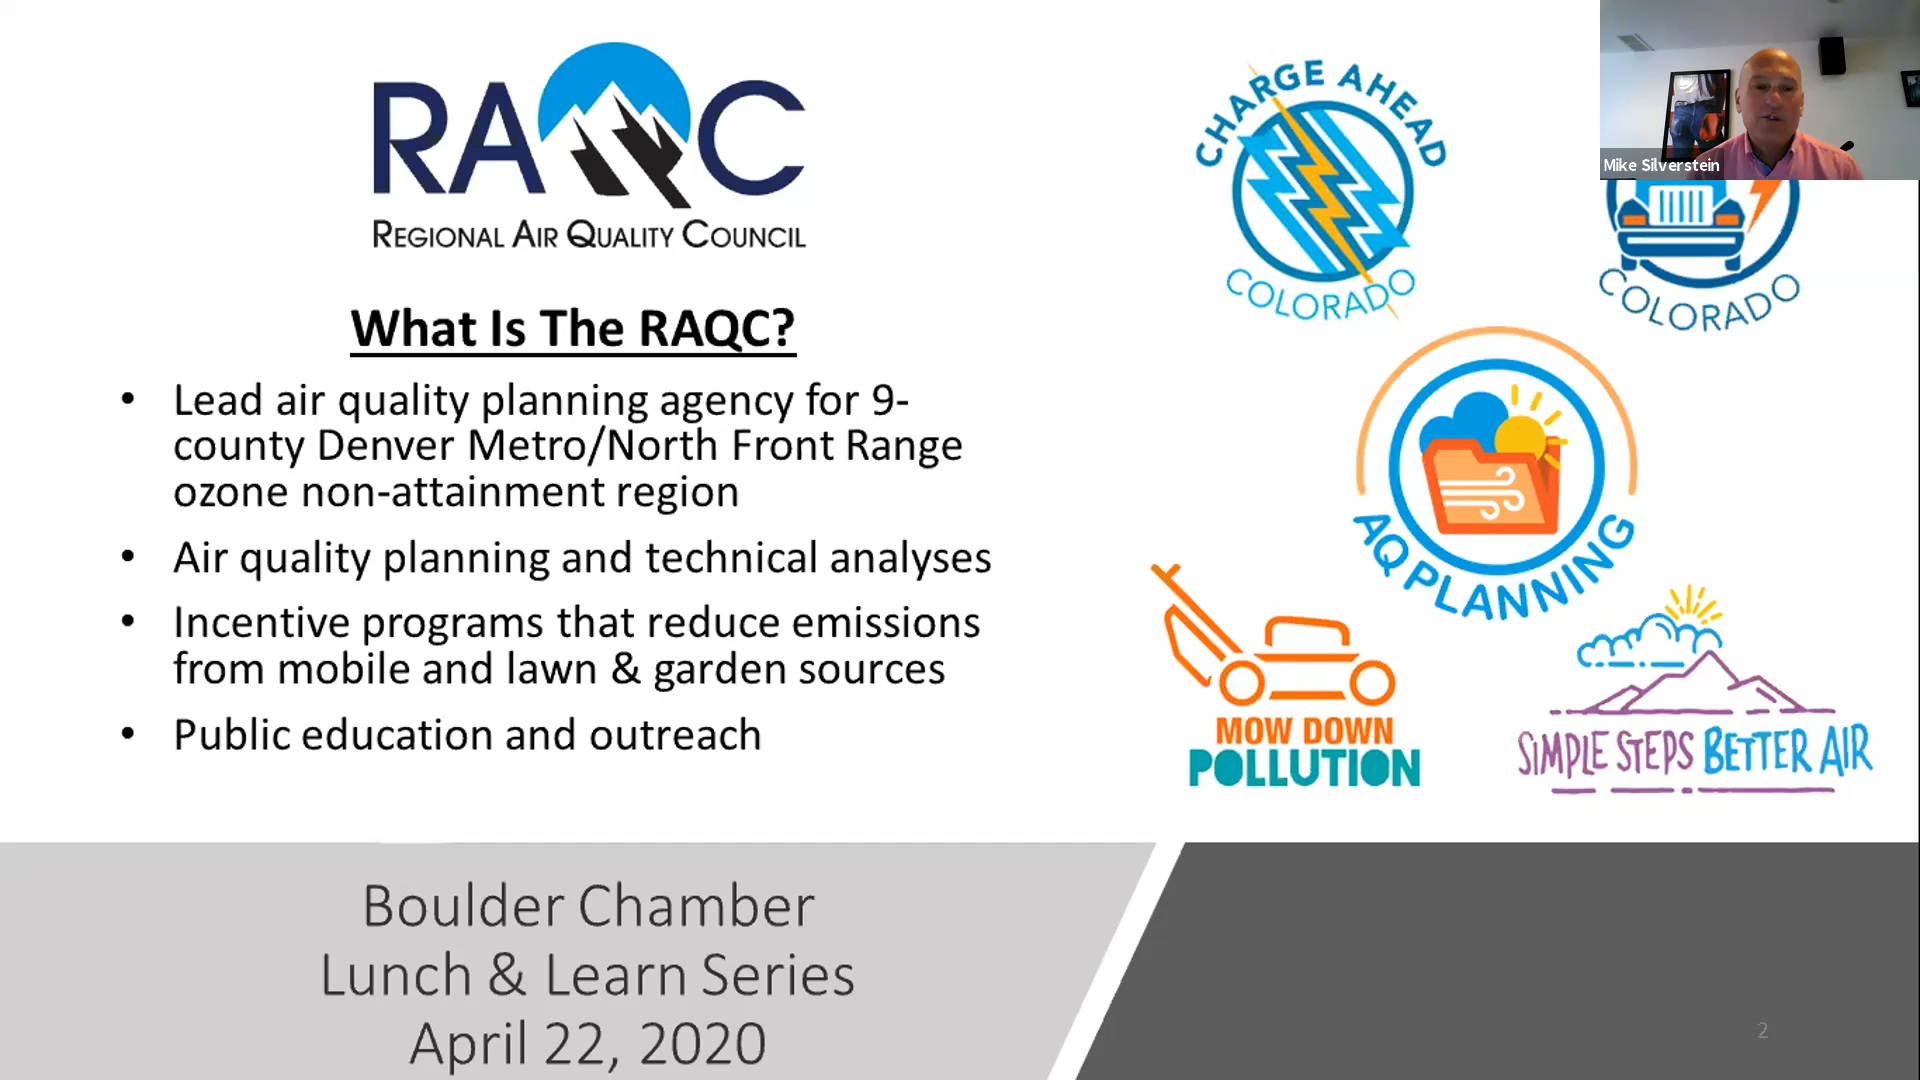 RAQC
REGIONAL AIR QUALITY COUNCIL
What Is The RAQC?
• Lead air quality planning agency for 9-
county Denver Metro/North Front Range
ozone non-attainment region
• Air quality planning and technical analyses
• Incentive programs that reduce emissions
from mobile and lawn & garden sources
• Public education and outreach
CHARGE AHEAD
COLORADO
Mike Silverstein
COLORADO
AQ PLANNING
MOW DOWN
POLLUTION
SIMPLE STEPS BETTER AIR
Boulder Chamber
Lunch & Learn Series
April 22, 2020
2